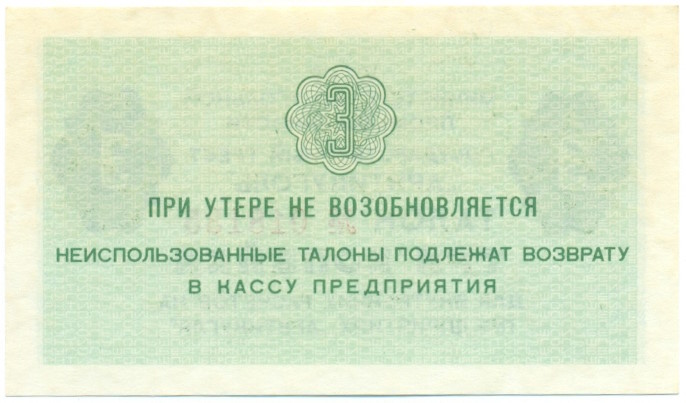 3
ПРИ УТЕРЕ НЕ ВОЗОБНОВЛЯЕТСЯ
НЕИСПОЛЬЗОВАННЫЕ ТАЛОНЫ ПОДЛЕЖАТ ВОЗВРАТУ
В КАССУ ПРЕДПРИЯТИЯ